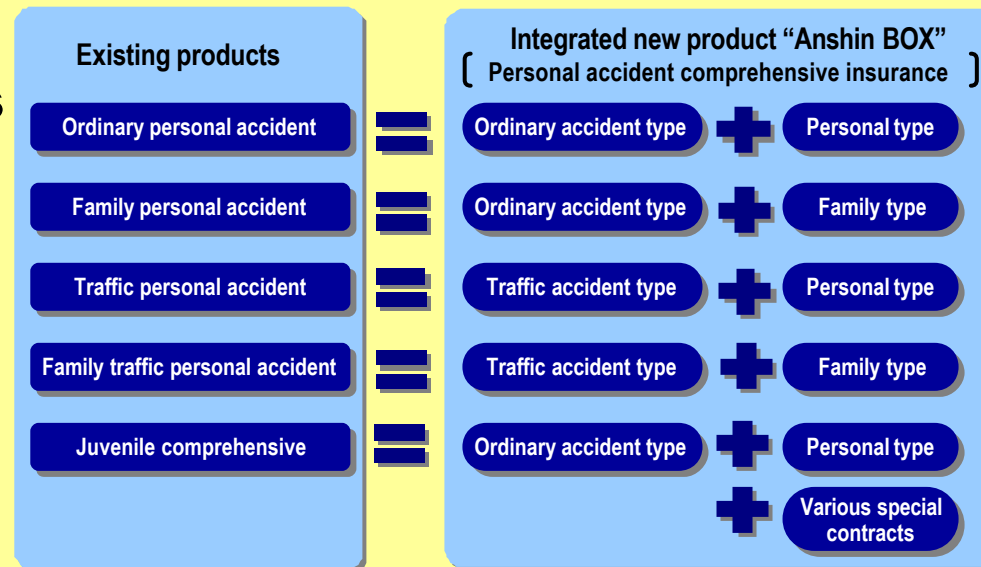 Existing products
Integrated new product “Anshin BOX”
[ Personal accident comprehensive insurance ]
Ordinary personal accident = Ordinary accident type + Personal type
Family personal accident = Ordinary accident type + Family type
Traffic personal accident = Traffic accident type + Personal type
Family traffic personal accident = Traffic accident type + Family type
Juvenile comprehensive = Ordinary accident type + Personal type
+ Various special
contracts